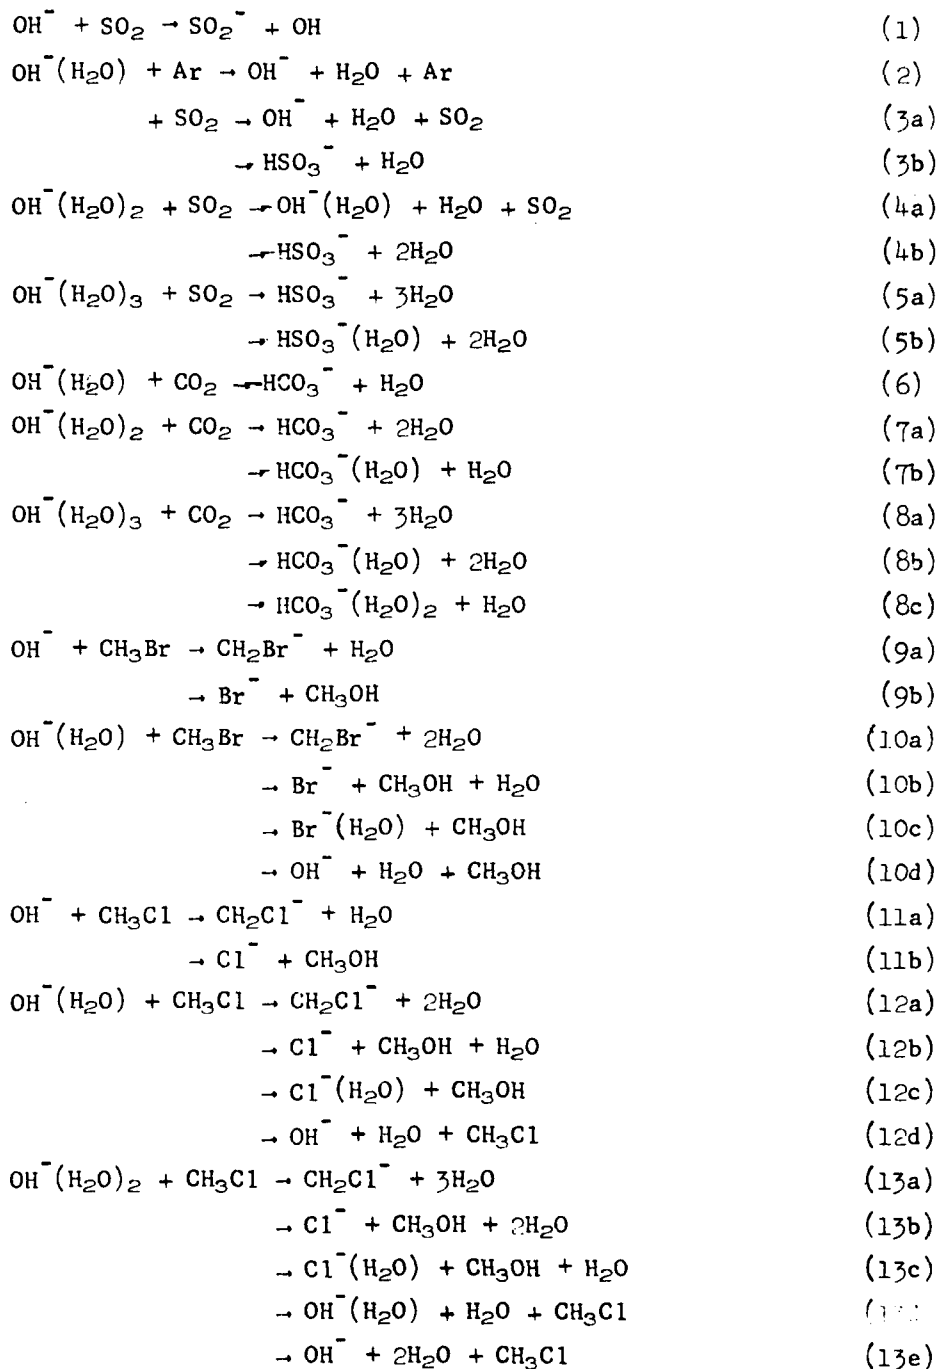 OH⁻ + SO₂ → SO₂⁻ + OH (1)
OH⁻(H₂O) + Ar → OH⁻ + H₂O + Ar (2)
+ SO₂ → OH⁻ + H₂O + SO₂ (3a)
→ HSO₃⁻ + H₂O (3b)
OH⁻(H₂O)₂ + SO₂ → OH⁻(H₂O) + H₂O + SO₂ (4a)
→ HSO₃⁻ + 2H₂O (4b)
OH⁻(H₂O)₃ + SO₂ → HSO₃⁻ + 3H₂O (5a)
→ HSO₃⁻(H₂O) + 2H₂O (5b)
OH⁻(H₂O) + CO₂ → HCO₃⁻ + H₂O (6)
OH⁻(H₂O)₂ + CO₂ → HCO₃⁻ + 2H₂O (7a)
→ HCO₃⁻(H₂O) + H₂O (7b)
OH⁻(H₂O)₃ + CO₂ → HCO₃⁻ + 3H₂O (8a)
→ HCO₃⁻(H₂O) + 2H₂O (8b)
→ HCO₃⁻(H₂O)₂ + H₂O (8c)
OH⁻ + CH₃Br → CH₂Br⁻ + H₂O (9a)
→ Br⁻ + CH₃OH (9b)
OH⁻(H₂O) + CH₃Br → CH₂Br⁻ + 2H₂O (10a)
→ Br⁻ + CH₃OH + H₂O (10b)
→ Br⁻(H₂O) + CH₃OH (10c)
→ OH⁻ + H₂O + CH₃OH (10d)
OH⁻ + CH₃Cl → CH₂Cl⁻ + H₂O (11a)
→ Cl⁻ + CH₃OH (11b)
OH⁻(H₂O) + CH₃Cl → CH₂Cl⁻ + 2H₂O (12a)
→ Cl⁻ + CH₃OH + H₂O (12b)
→ Cl⁻(H₂O) + CH₃OH (12c)
→ OH⁻ + H₂O + CH₃Cl (12d)
OH⁻(H₂O)₂ + CH₃Cl → CH₂Cl⁻ + 3H₂O (13a)
→ Cl⁻ + CH₃OH + 2H₂O (13b)
→ Cl⁻(H₂O) + CH₃OH + H₂O (13c)
→ OH⁻(H₂O) + H₂O + CH₃Cl
→ OH⁻ + 2H₂O + CH₃Cl (13e)